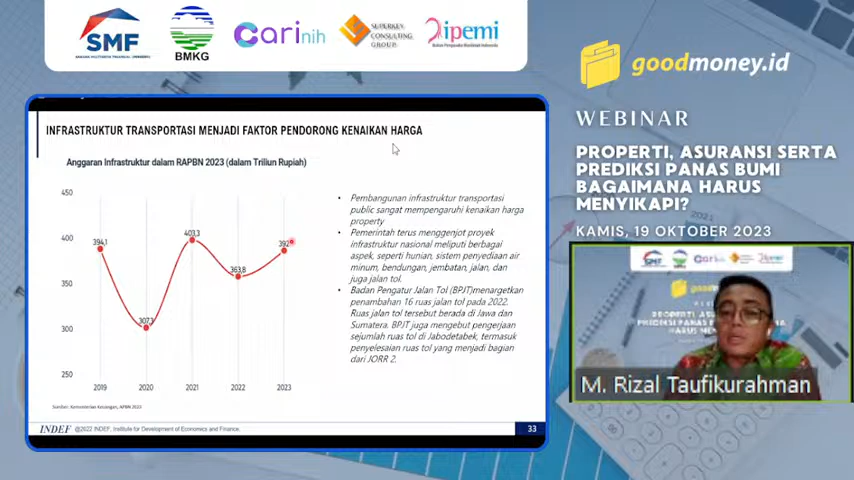 SMF
BMKG
Carinih
SUPERKEY
CONSULTING
GROUP
Dipemi
goodmoney.id
WEBINAR
PROPERTI, ASURANSI SERTA
PREDIKSI PANAS BUMI
BAGAIMANA HARUS
MENYIKAPI?
KAMIS, 19 OKTOBER 2023
INFRASTRUKTUR TRANSPORTASI MENJADI FAKTOR PENDORONG KENAIKAN HARGA
Anggaran Infrastruktur dalam RAPBN 2023 (dalam Triliun Rupiah)
450
400
350
300
250
394,1
307,3
403,3
363,8
392
2019
2020
2021
2022
2023
Sumber: Kementerian Keuangan, APBN 2023
• Pembangunan infrastruktur transportasi
public sangat mempengaruhi kenaikan harga
property
• Pemerintah terus menggenjot proyek
infrastruktur nasional meliputi berbagai
aspek, seperti hunian, sistem penyediaan air
minum, bendungan, jembatan, jalan, dan
juga jalan tol.
• Badan Pengatur Jalan Tol (BPJT)menargetkan
penambahan 16 ruas jalan tol pada 2022.
Ruas jalan tol tersebut berada di Jawa dan
Sumatera. BPJT juga mengebut pengerjaan
sejumlah ruas tol di Jabodetabek, termasuk
penyelesaian ruas tol yang menjadi bagian
dari JORR 2.
INDEF @2022 INDEF, Institute for Development of Economics and Finance.
33
M. Rizal Taufikurahman